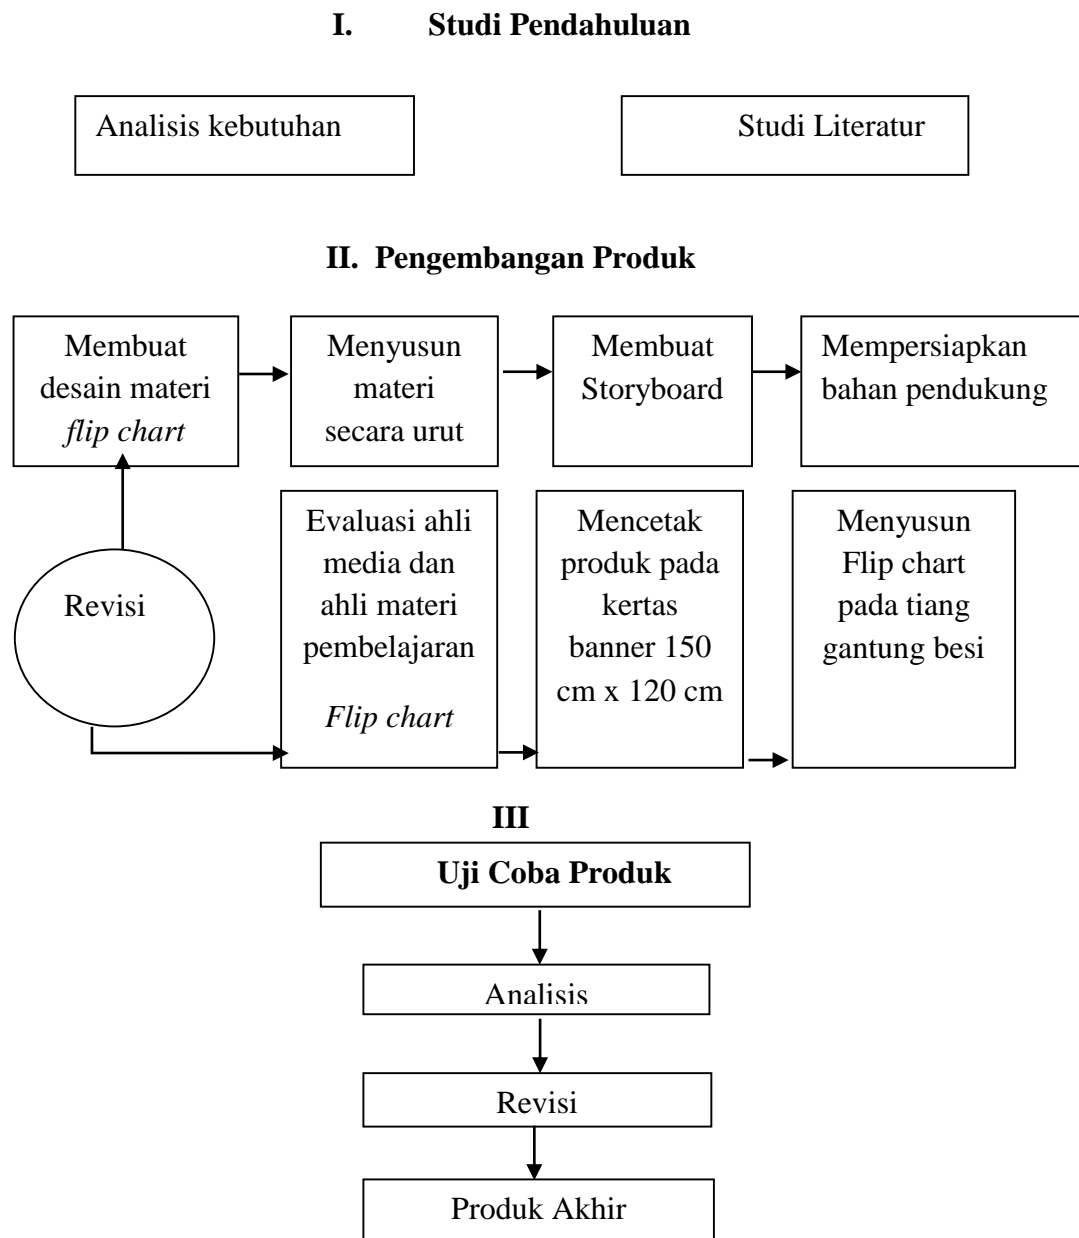 I. Studi Pendahuluan
Analisis kebutuhan
Studi Literatur
II. Pengembangan Produk
Membuat
desain materi
flip chart
Menyusun
materi
secara urut
Membuat
Storyboard
Mempersiapkan
bahan pendukung
Revisi
Evaluasi ahli
media dan
ahli materi
pembelajaran
Flip chart
Mencetak
produk pada
kertas
banner 150
cm x 120 cm
Menyusun
Flip chart
pada tiang
gantung besi
III
Uji Coba Produk
Analisis
Revisi
Produk Akhir